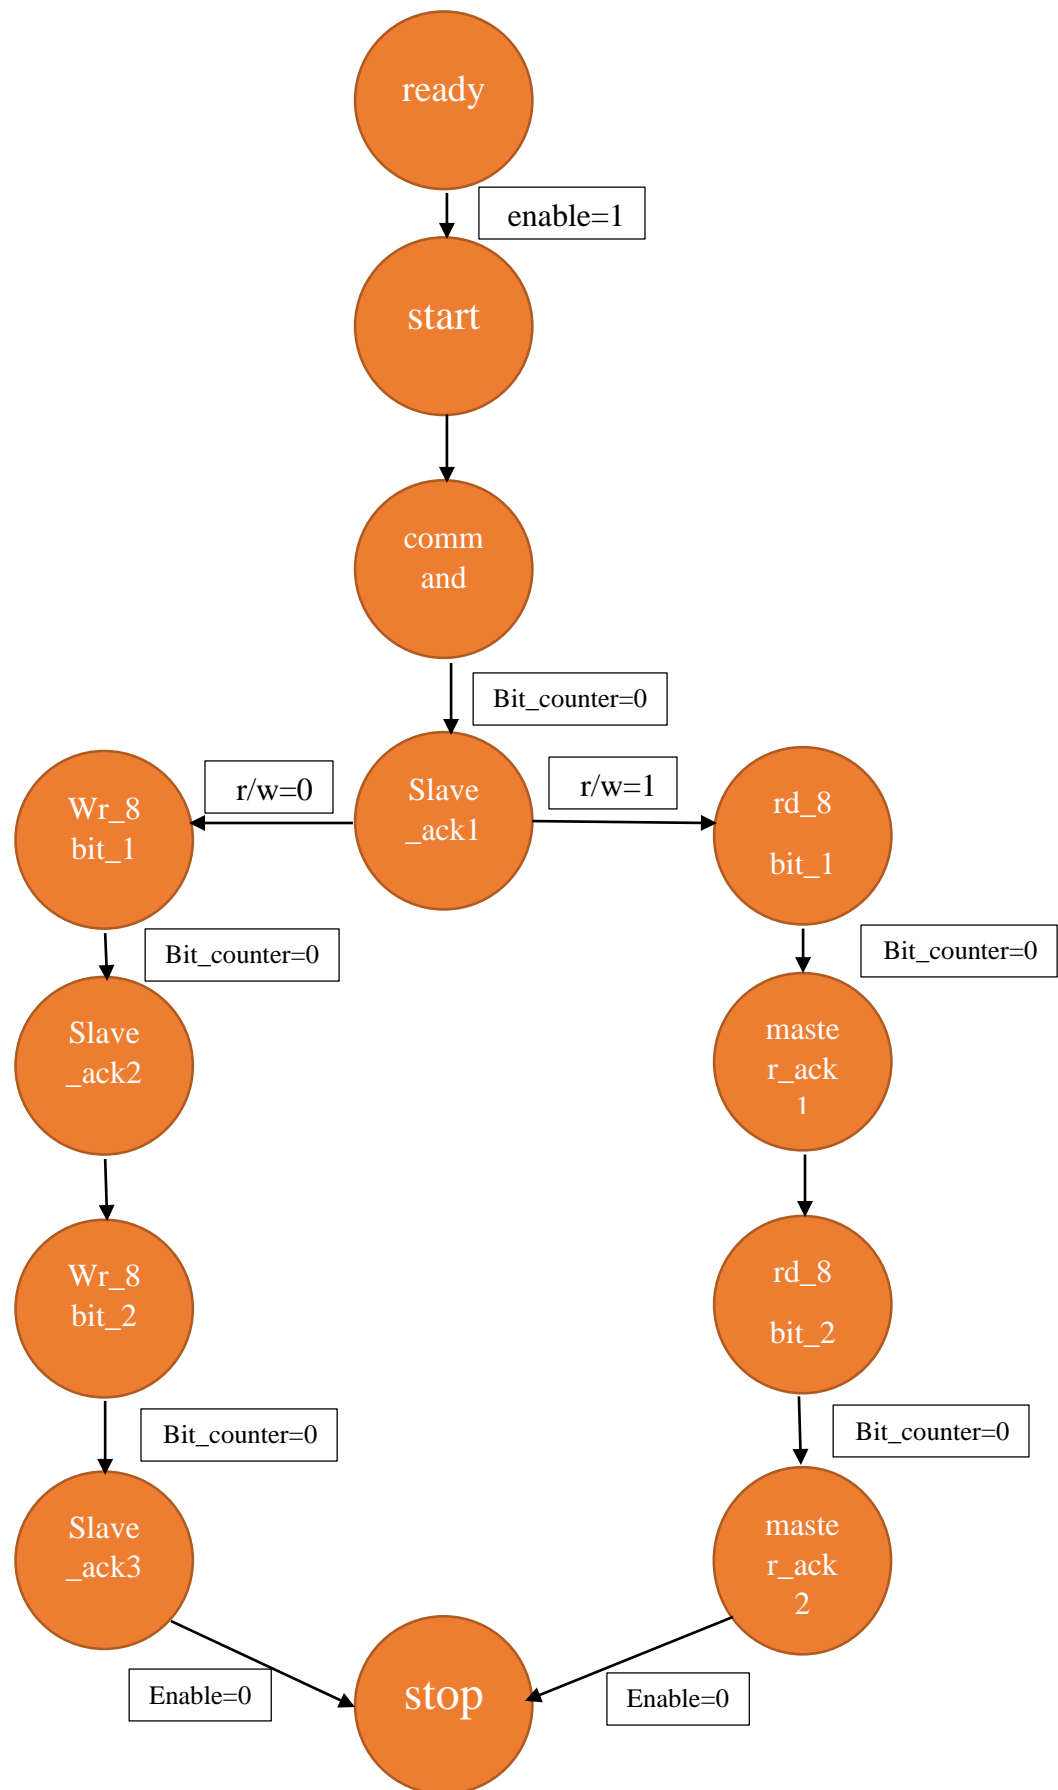 ready
enable=1
start
comm
and
Bit_counter=0
r/w=0
Slave
_ack1
r/w=1
Wr_8
bit_1
rd_8
bit_1
Bit_counter=0
Bit_counter=0
Slave
_ack2
maste
r_ack
1
Wr_8
bit_2
rd_8
bit_2
Bit_counter=0
Bit_counter=0
Slave
_ack3
maste
r_ack
2
Enable=0
stop
Enable=0